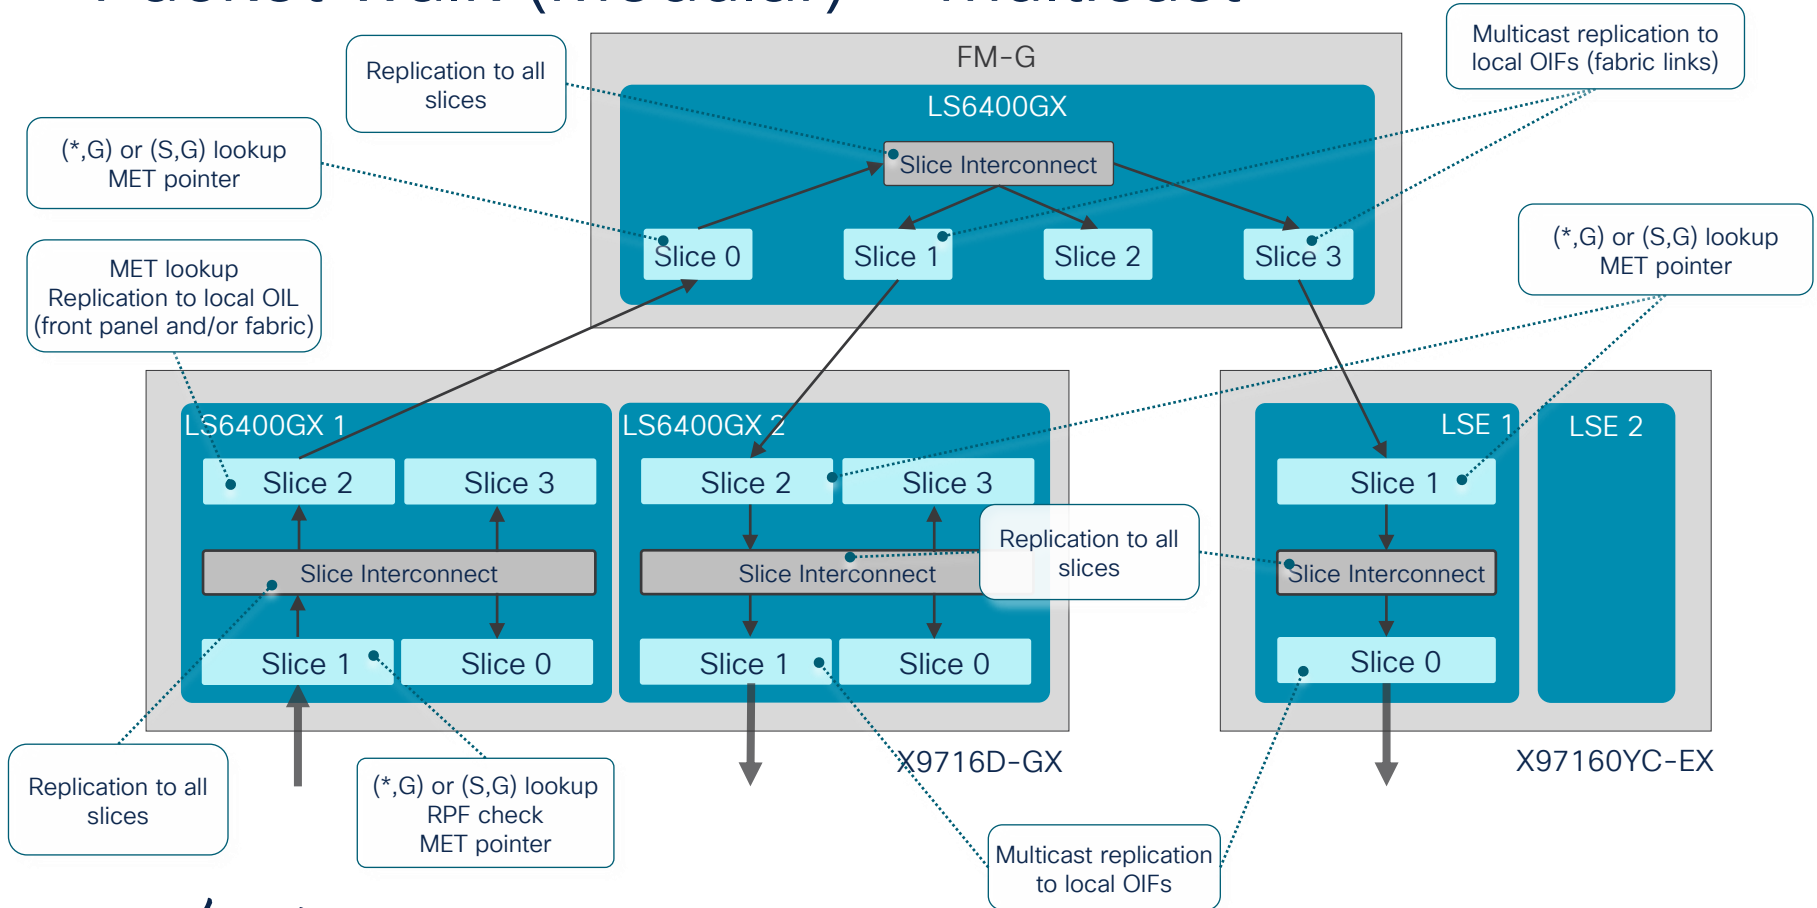 Packet Walk (Modular) – Multicast
FM-G
Replication to all
slices
Multicast replication to
local OIFs (fabric links)
LS6400GX
(*,G) or (S,G) lookup
MET pointer
Slice Interconnect
Slice 0
Slice 1
Slice 2
Slice 3
(*,G) or (S,G) lookup
MET pointer
MET lookup
Replication to local OIL
(front panel and/or fabric)
LS6400GX 1
LS6400GX 2
LSE 1
LSE 2
Slice 2
Slice 3
Slice 2
Slice 3
Slice 1
Slice Interconnect
Slice Interconnect
Replication to all
slices
Slice Interconnect
Slice 1
Slice 0
Slice 1
Slice 0
Slice 0
X9716D-GX
X97160YC-EX
Replication to all
slices
(*,G) or (S,G) lookup
RPF check
MET pointer
Multicast replication
to local OIFs